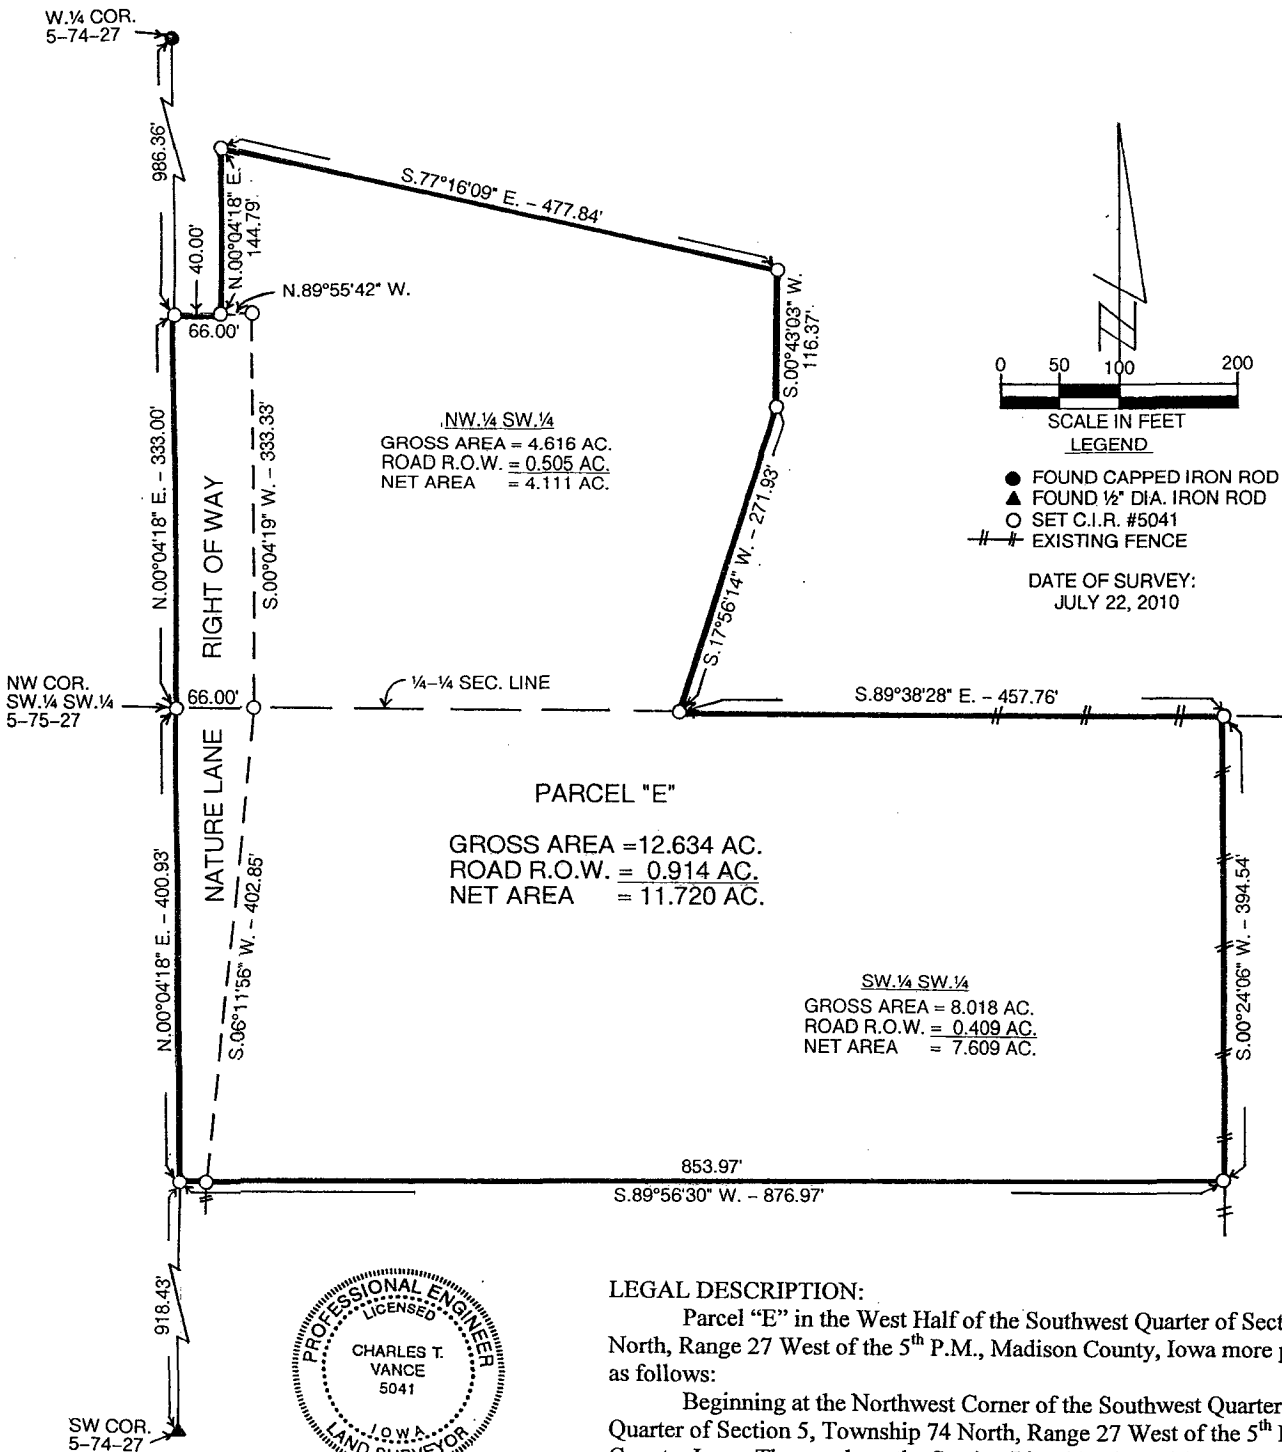 W.¼ COR.
5–74–27
986.36'
40.00'
N.00°04'18" E.
144.79'
S.77°16'09" E. – 477.84'
N.89°55'42" W.
66.00'
S.00°43'03" W.
116.37'
0 50 100 200
SCALE IN FEET
LEGEND
FOUND CAPPED IRON ROD
FOUND ½" DIA. IRON ROD
SET C.I.R. #5041
EXISTING FENCE
DATE OF SURVEY:
JULY 22, 2010
NW.¼ SW.¼
GROSS AREA = 4.616 AC.
ROAD R.O.W. = 0.505 AC.
NET AREA = 4.111 AC.
N.00°04'18" E. – 333.00'
RIGHT OF WAY
S.00°04'19" W. – 333.33'
S.17°56'14" W. – 271.93'
NW COR.
SW.¼ SW.¼
5–75–27
66.00'
¼–¼ SEC. LINE
S.89°38'28" E. – 457.76'
NATURE LANE
N.00°04'18" E. – 400.93'
S.06°11'56" W. – 402.85'
PARCEL "E"
GROSS AREA =12.634 AC.
ROAD R.O.W. = 0.914 AC.
NET AREA = 11.720 AC.
S.00°24'06" W. – 394.54'
SW.¼ SW.¼
GROSS AREA = 8.018 AC.
ROAD R.O.W. = 0.409 AC.
NET AREA = 7.609 AC.
853.97'
S.89°56'30" W. – 876.97'
918.43'
SW COR.
5–74–27
PROFESSIONAL ENGINEER
LICENSED
CHARLES T.
VANCE
5041
IOWA
LAND SURVEYOR
LEGAL DESCRIPTION:
Parcel “E” in the West Half of the Southwest Quarter of Sect
North, Range 27 West of the 5th P.M., Madison County, Iowa more p
as follows:
Beginning at the Northwest Corner of the Southwest Quarter
Quarter of Section 5, Township 74 North, Range 27 West of the 5th